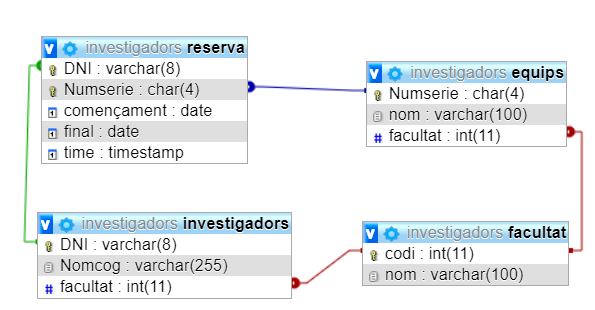 investigadors reserva
DNI : varchar(8)
Numserie : char(4)
començament : date
final : date
time : timestamp
investigadors equips
Numserie : char(4)
nom : varchar(100)
facultat : int(11)
investigadors investigadors
DNI : varchar(8)
Nomcog : varchar(255)
facultat : int(11)
investigadors facultat
codi : int(11)
nom : varchar(100)